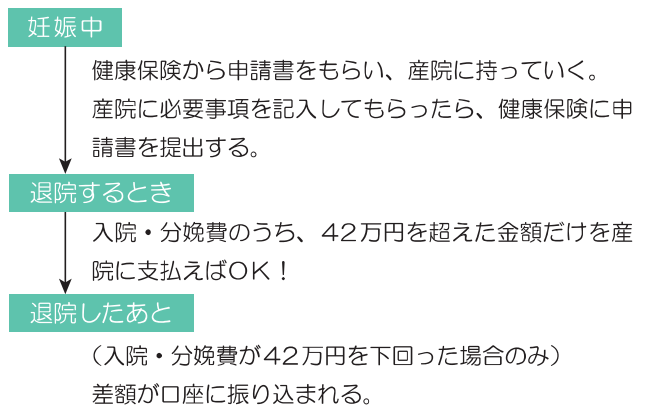 妊娠中
健康保険から申請書をもらい、産院に持っていく。
産院に必要事項を記入してもらったら、健康保険に申
請書を提出する。
退院するとき
入院・分娩費のうち、42万円を超えた金額だけを産
院に支払えばOK!
退院したあと
(入院・分娩費が42万円を下回った場合のみ)
差額が口座に振り込まれる。